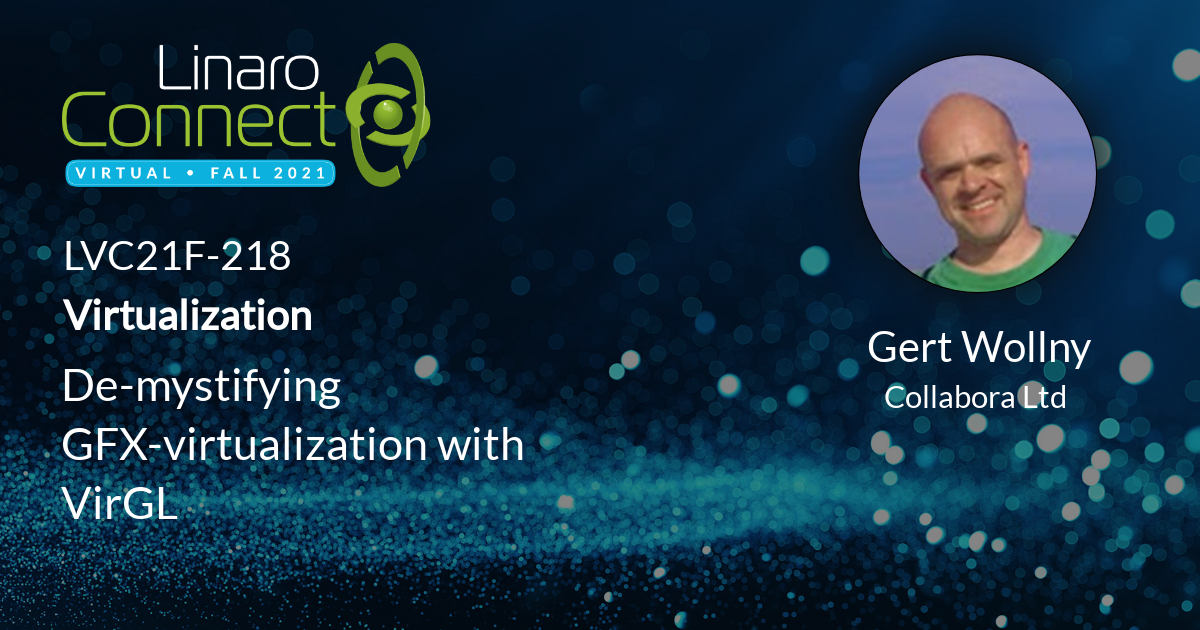 Linaro
Connect
VIRTUAL • FALL 2021
LVC21F-218
Virtualization
De-mystifying
GFX-virtualization with
VirGL
Gert Wollny
Collabora Ltd